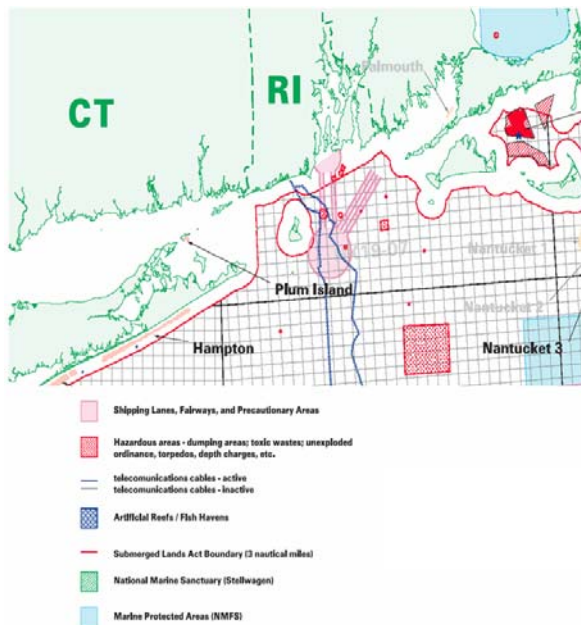 Falmouth
CT
RI
Nantucket 1
Plum Island
Nantucket 2
Hampton
Nantucket 3
Shipping Lanes, Fairways, and Precautionary Areas
Hazardous areas - dumping areas; toxic wastes; unexploded
ordinance, torpedos, depth charges, etc.
telecomunications cables - active
telecomunications cables - inactive
Artificial Reefs / Fish Havens
Submerged Lands Act Boundary (3 nautical miles)
National Marine Sanctuary (Stellwagen)
Marine Protected Areas (NMFS)